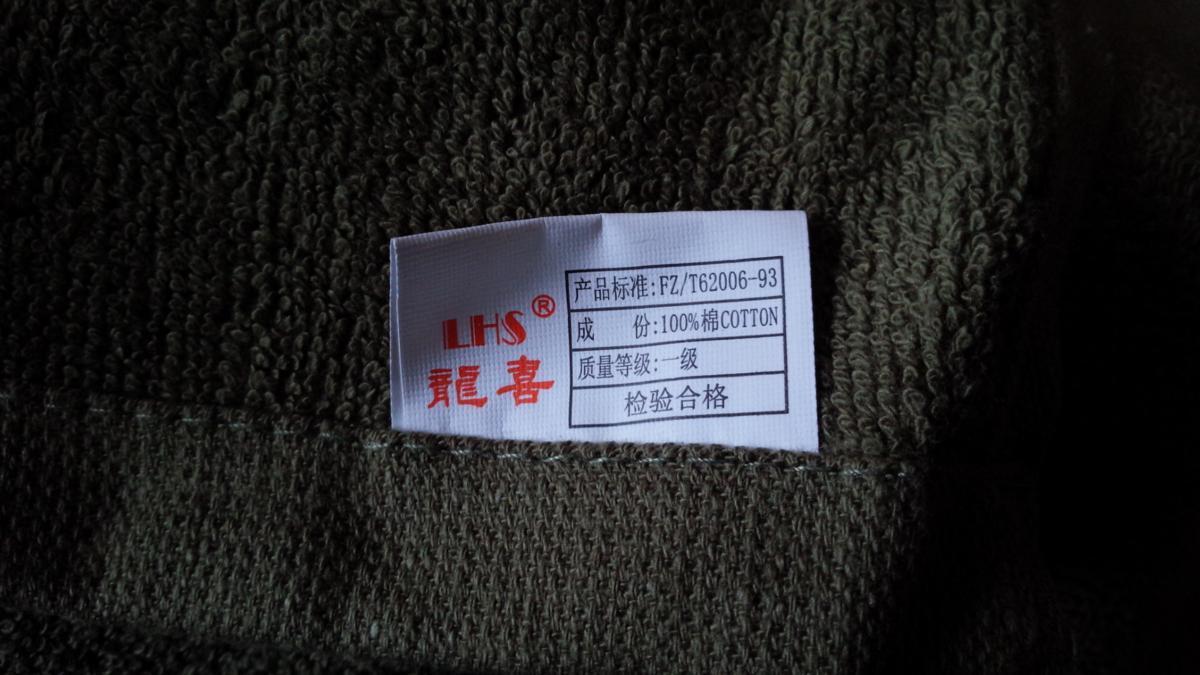 LHS®
龍喜
产品标准:FZ/T62006-93
成 份:100%棉COTTON
质量等级:一级
检验合格